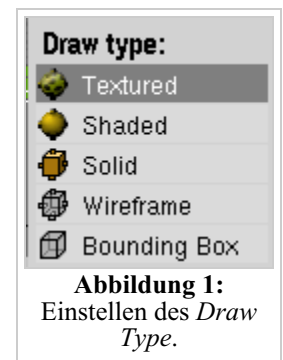 Draw type:
Textured
Shaded
Solid
Wireframe
Bounding Box
Abbildung 1:
Einstellen des Draw
Type.